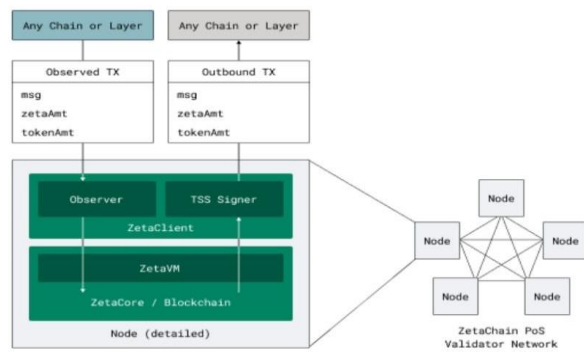 Any Chain or Layer
Any Chain or Layer
Observed TX
Outbound TX
msg
zetaAmt
tokenAmt
msg
zetaAmt
tokenAmt
Observer
TSS Signer
ZetaClient
ZetaVM
ZetaCore / Blockchain
Node (detailed)
Node
Node
Node
Node
Node
ZetaChain PoS
Validator Network